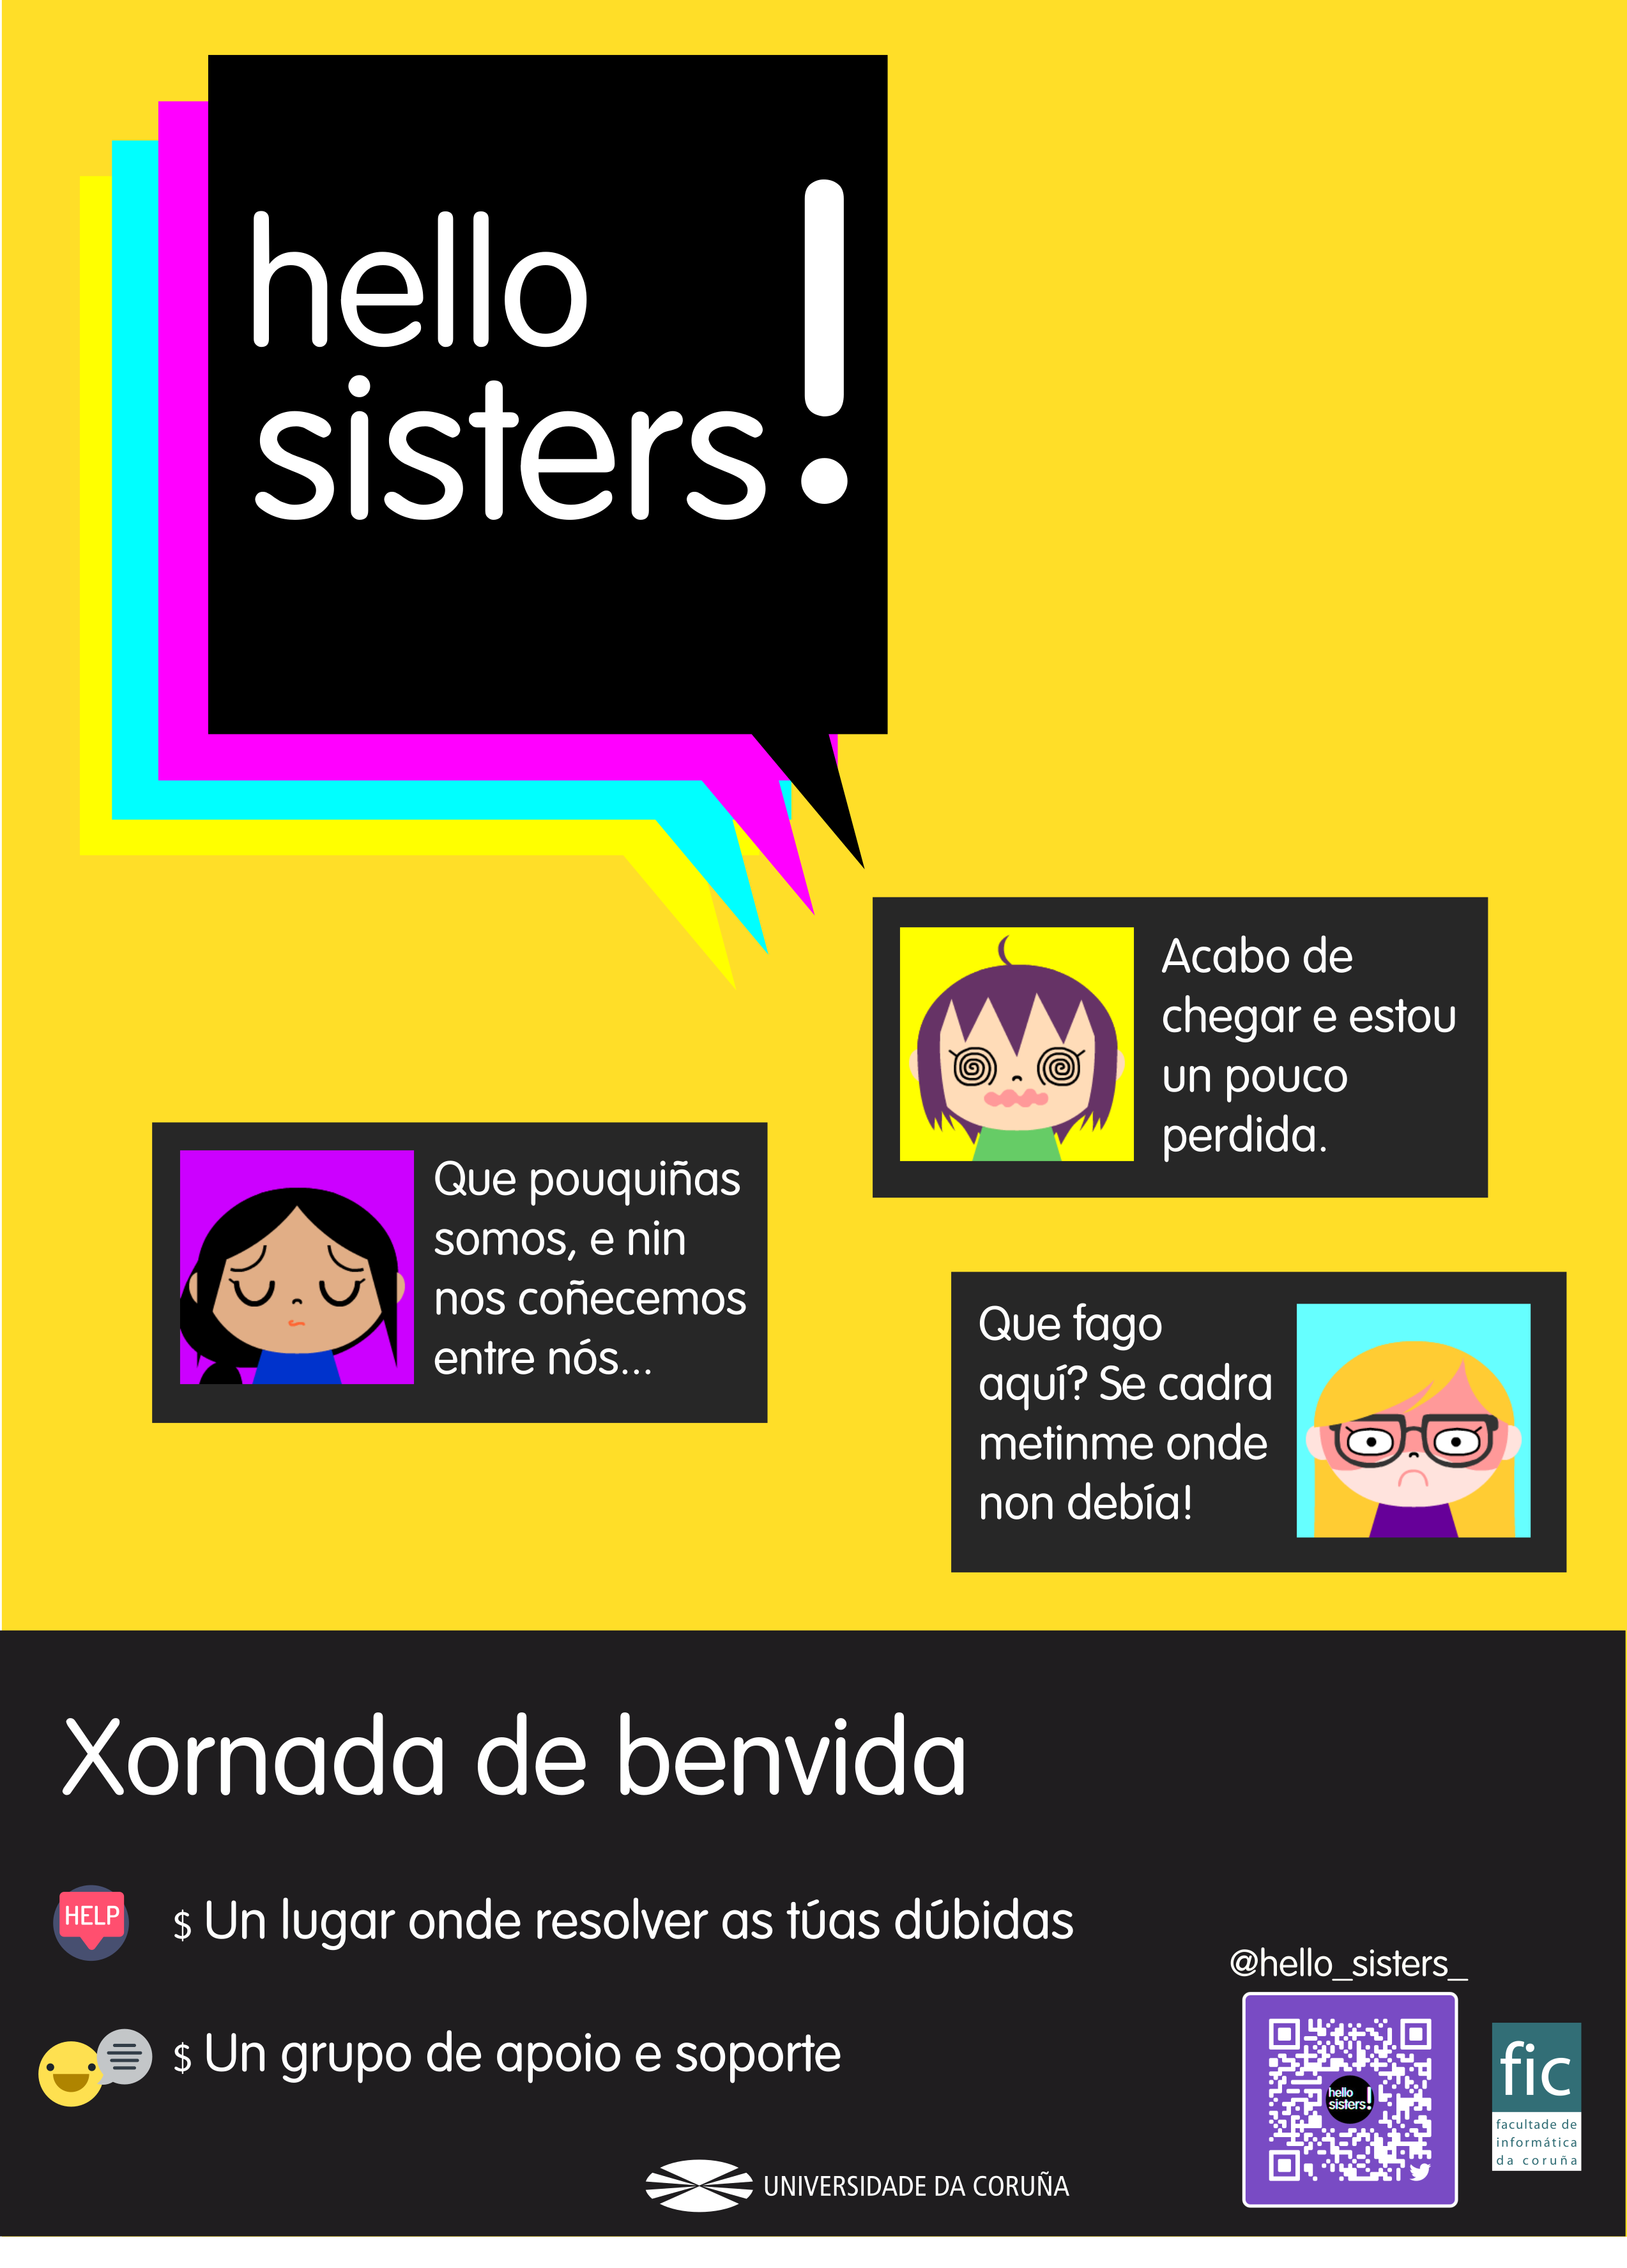 hello
sisters!
Acabo de
chegar e estou
un pouco
perdida.
Que pouquiñas
somos, e nin
nos coñecemos
entre nós...
Que fago
aquí? Se cadra
metinme onde
non debía!
Xornada de benvida
HELP
$ Un lugar onde resolver as túas dúbidas
$ Un grupo de apoio e soporte
@hello_sisters_
hello
sisters!
fic
facultade de
informática
da coruña
UNIVERSIDADE DA CORUÑA